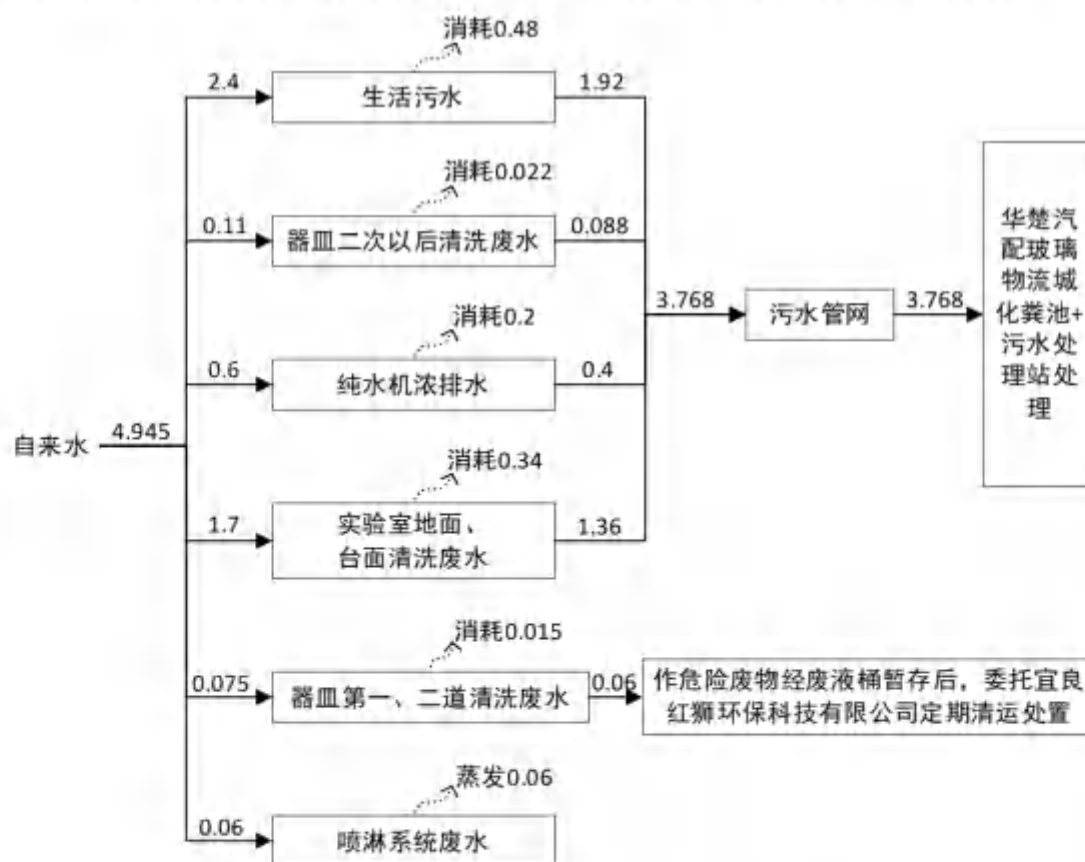 消耗0.48
2.4
生活污水
1.92
消耗0.022
0.11
器皿二次以后清洗废水
0.088
消耗0.2
0.6
纯水机浓排水
0.4
3.768
污水管网
3.768
华楚汽
配玻璃
物流城
化粪池+
污水处
理站处
理
自来水
4.945
消耗0.34
1.7
实验室地面、
台面清洗废水
1.36
消耗0.015
0.075
器皿第一、二道清洗废水
0.06
作危险废物经废液桶暂存后，委托宜良
红狮环保科技有限公司定期清运处置
蒸发0.06
0.06
喷淋系统废水